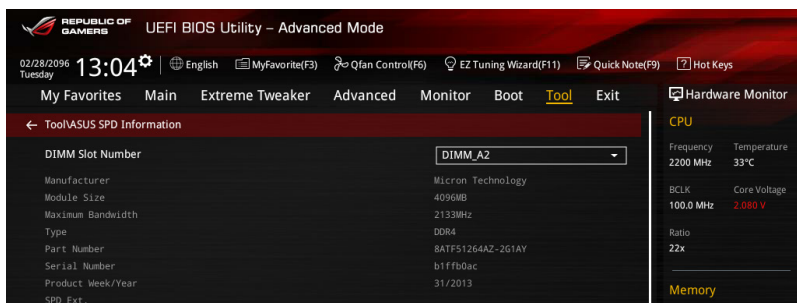 REPUBLIC OF
GAMERS
UEFI BIOS Utility – Advanced Mode
02/28/2096
Tuesday
13:04
English
MyFavorite(F3)
Qfan Control(F6)
EZ Tuning Wizard(F11)
Quick Note(F9)
? Hot Keys
My Favorites Main Extreme Tweaker Advanced Monitor Boot Tool Exit
Hardware Monitor
← Tool\ASUS SPD Information
DIMM Slot Number DIMM_A2
Manufacturer Micron Technology
Module Size 4096MB
Maximum Bandwidth 2133MHz
Type DDR4
Part Number 8ATF51264AZ-2G1AY
Serial Number b1ffb0ac
Product Week/Year 31/2013
SPD Ext.
CPU
Frequency Temperature
2200 MHz 33°C
BCLK Core Voltage
100.0 MHz 2.080 V
Ratio
22x
Memory